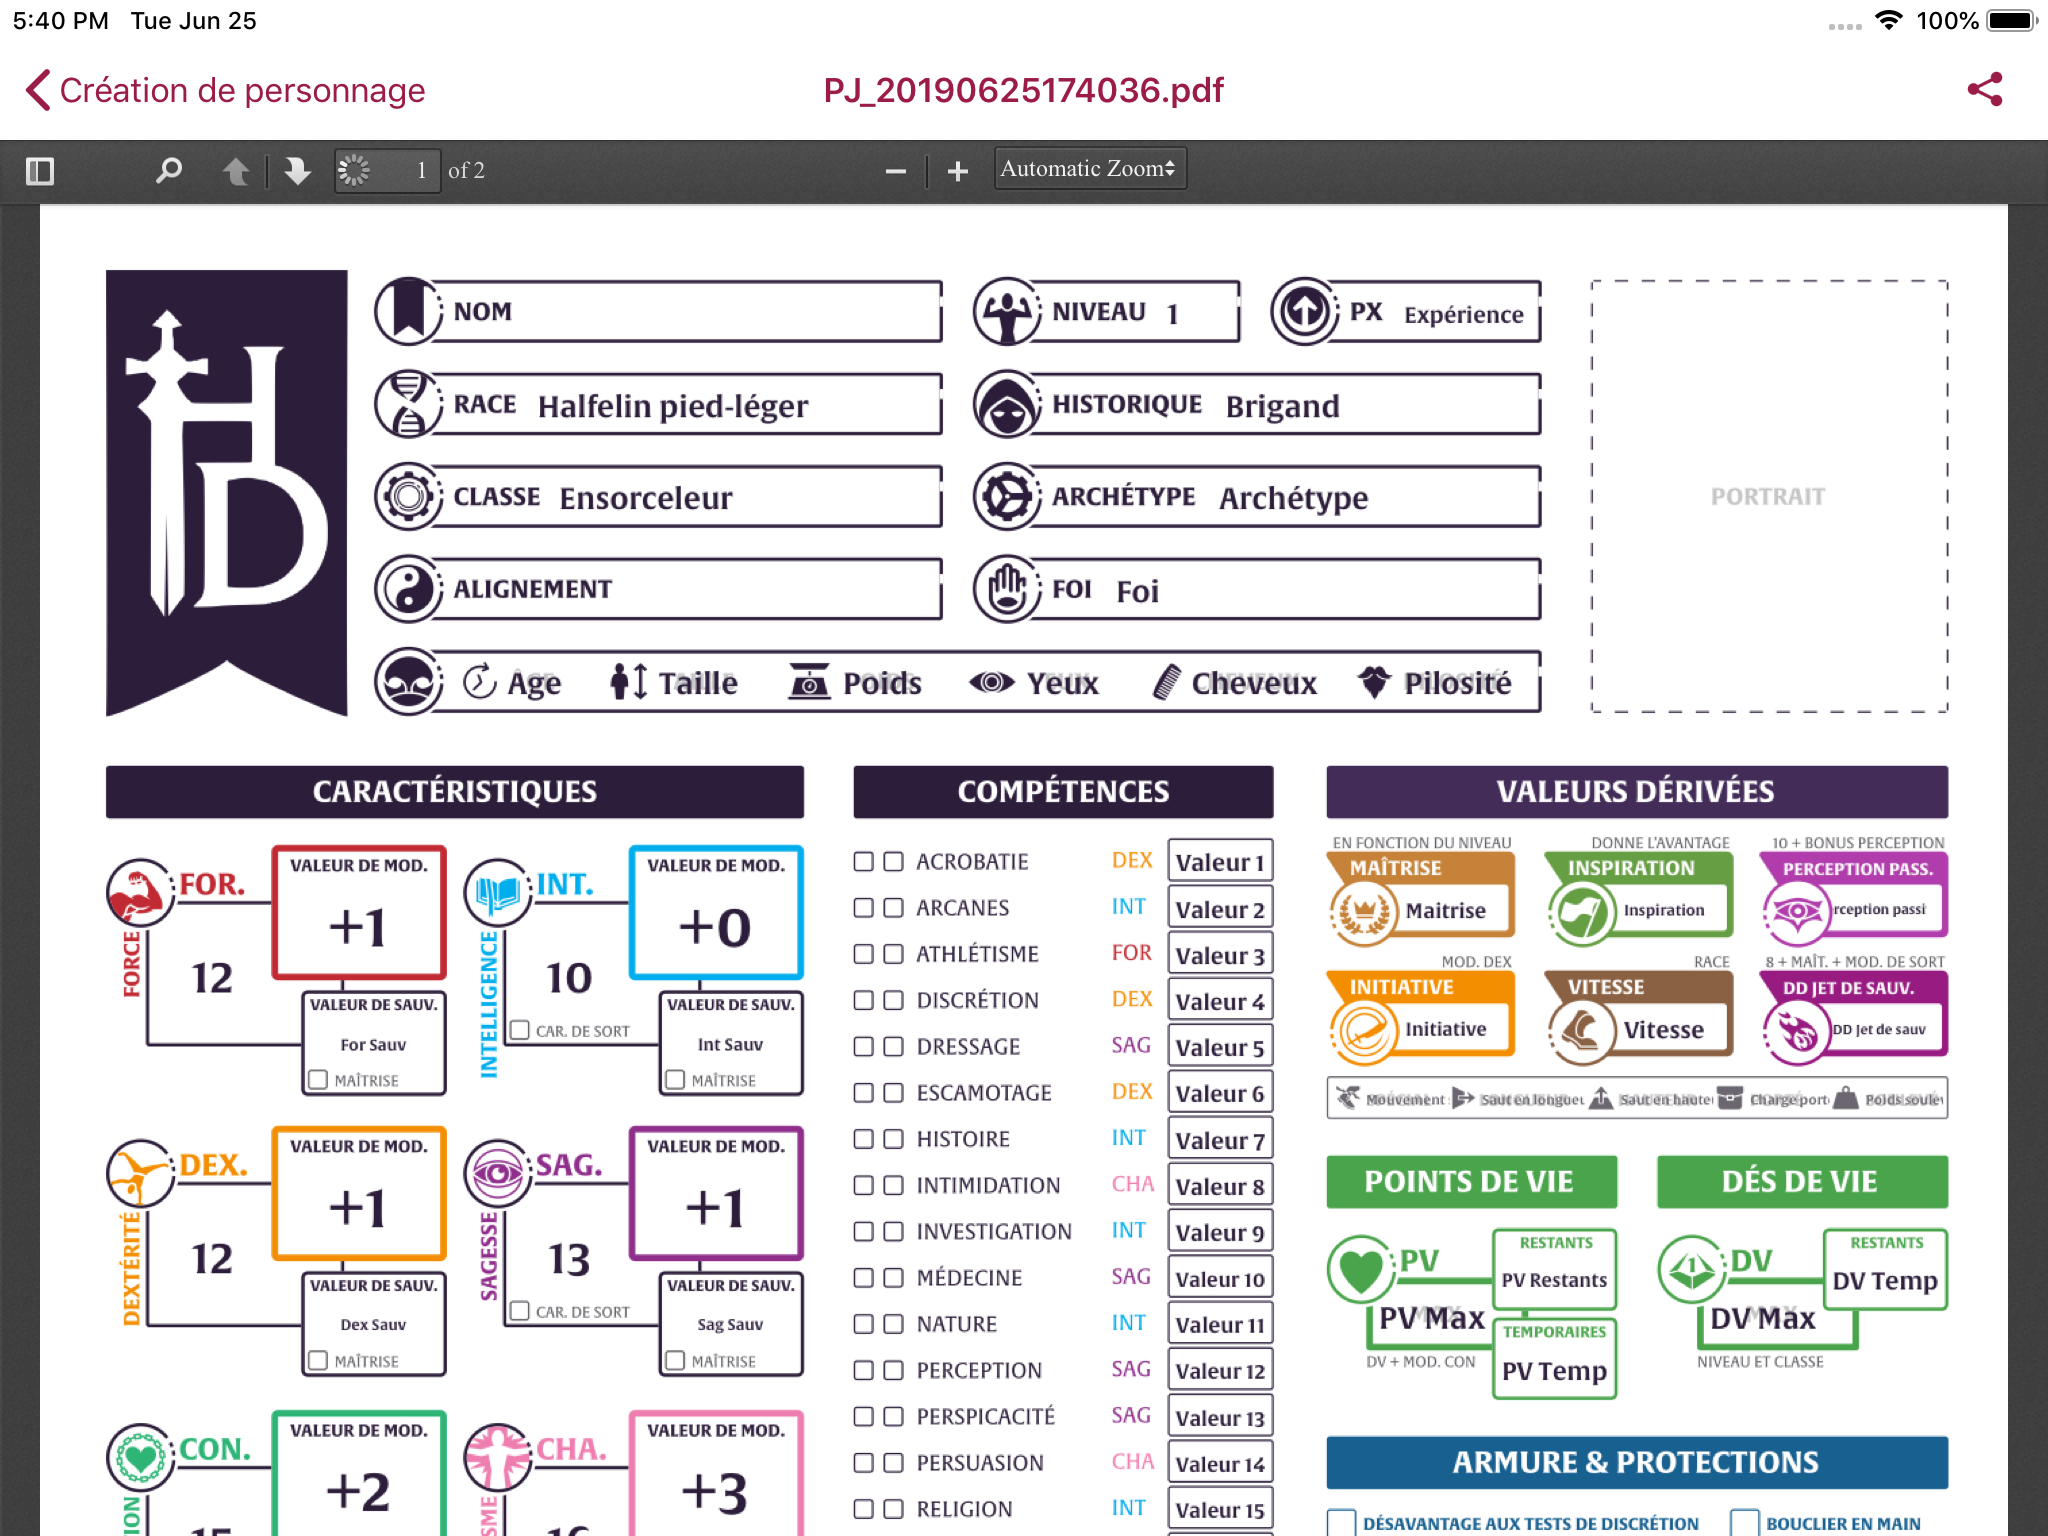 5:40 PM Tue Jun 25 100%
Création de personnage PJ_20190625174036.pdf
1 of 2 Automatic Zoom
HD
NOM
NIVEAU 1
PX Expérience
RACE Halfelin pied-léger
HISTORIQUE Brigand
CLASSE Ensorceleur
ARCHÉTYPE Archétype
ALIGNEMENT
FOI Foi
Âge Taille Poids Yeux Cheveux Pilosité
PORTRAIT
CARACTÉRISTIQUES
FOR.
FORCE
12
VALEUR DE MOD.
+1
VALEUR DE SAUV.
For Sauv
MAÎTRISE
INT.
INTELLIGENCE
10
CAR. DE SORT
VALEUR DE MOD.
+0
VALEUR DE SAUV.
Int Sauv
MAÎTRISE
DEX.
DEXTÉRITÉ
12
VALEUR DE MOD.
+1
VALEUR DE SAUV.
Dex Sauv
MAÎTRISE
SAG.
SAGESSE
13
CAR. DE SORT
VALEUR DE MOD.
+1
VALEUR DE SAUV.
Sag Sauv
MAÎTRISE
CON.
VALEUR DE MOD.
+2
CHA.
VALEUR DE MOD.
+3
COMPÉTENCES
ACROBATIE DEX Valeur 1
ARCANES INT Valeur 2
ATHLÉTISME FOR Valeur 3
DISCRÉTION DEX Valeur 4
DRESSAGE SAG Valeur 5
ESCAMOTAGE DEX Valeur 6
HISTOIRE INT Valeur 7
INTIMIDATION CHA Valeur 8
INVESTIGATION INT Valeur 9
MÉDECINE SAG Valeur 10
NATURE INT Valeur 11
PERCEPTION SAG Valeur 12
PERSPICACITÉ SAG Valeur 13
PERSUASION CHA Valeur 14
RELIGION INT Valeur 15
VALEURS DÉRIVÉES
EN FONCTION DU NIVEAU
MAÎTRISE
Maitrise
DONNE L'AVANTAGE
INSPIRATION
Inspiration
10 + BONUS PERCEPTION
PERCEPTION PASS.
rception passi
MOD. DEX
INITIATIVE
Initiative
RACE
VITESSE
Vitesse
8 + MAÎT. + MOD. DE SORT
DD JET DE SAUV.
DD Jet de sauv
Mouvement Saut en longueu Saut en haute Charge port Poids soule
POINTS DE VIE
PV
PV Max
DV + MOD. CON
RESTANTS
PV Restants
TEMPORAIRES
PV Temp
DÉS DE VIE
DV
DV Max
NIVEAU ET CLASSE
RESTANTS
DV Temp
ARMURE & PROTECTIONS
DÉSAVANTAGE AUX TESTS DE DISCRÉTION
BOUCLIER EN MAIN